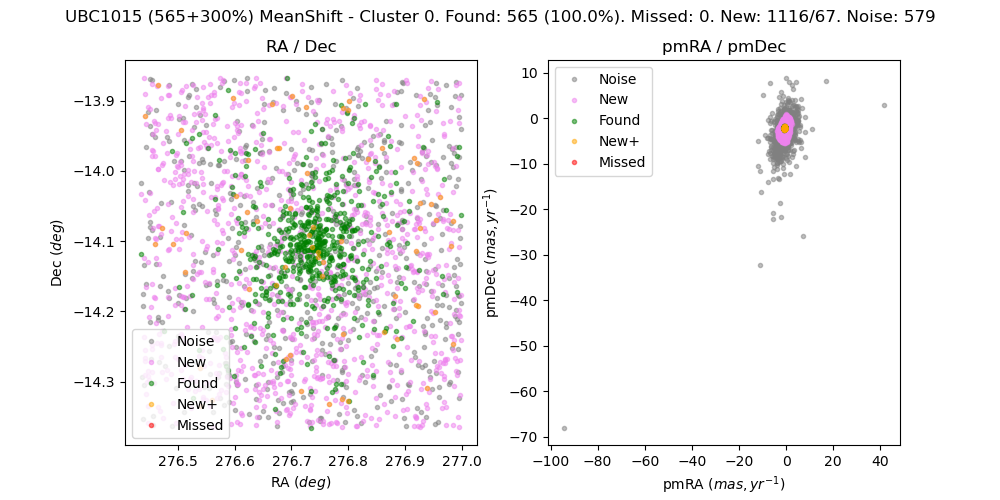 UBC1015 (565+300%) MeanShift - Cluster 0. Found: 565 (100.0%). Missed: 0. New: 1116/67. Noise: 579
RA / Dec
Dec (deg)
−13.9
−14.0
−14.1
−14.2
−14.3
Noise
New
Found
New+
Missed
276.5 276.6 276.7 276.8 276.9 277.0
RA (deg)
pmRA / pmDec
pmDec (mas, yr⁻¹)
10
0
−10
−20
−30
−40
−50
−60
−70
Noise
New
Found
New+
Missed
−100 −80 −60 −40 −20 0 20 40
pmRA (mas, yr⁻¹)